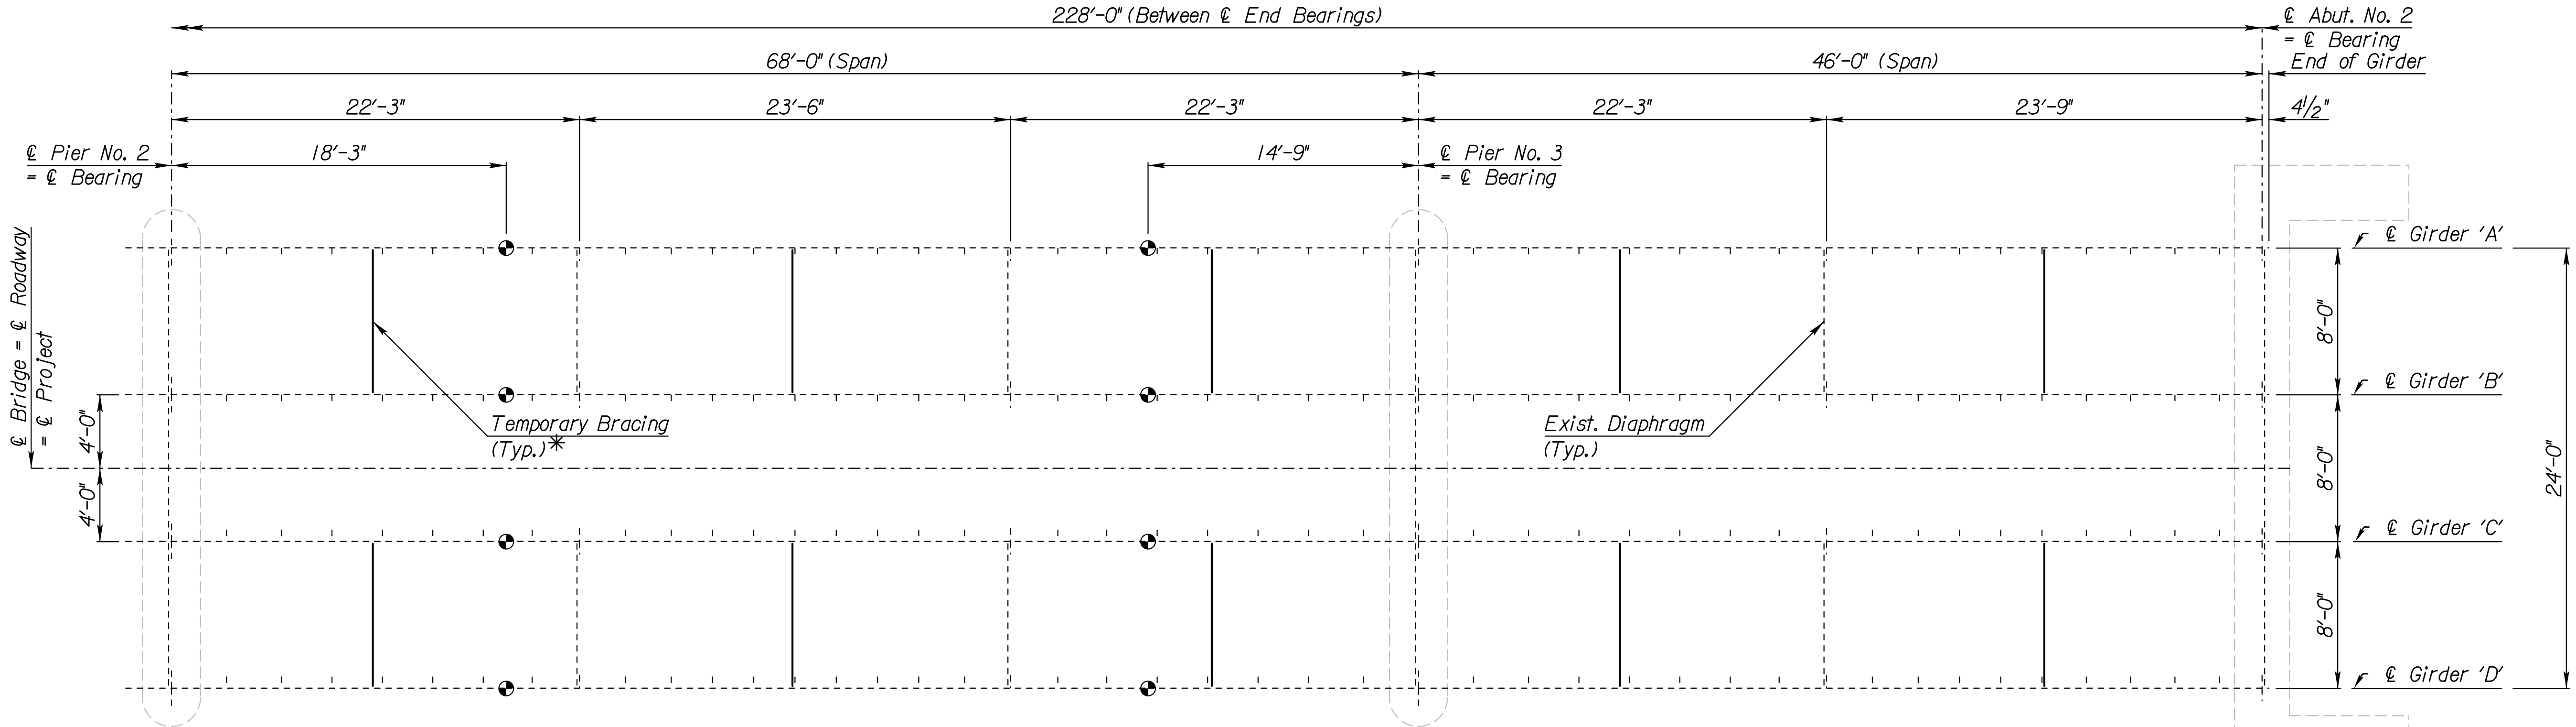 228'-0" (Between ℄ End Bearings)
℄ Abut. No. 2
= ℄ Bearing
68'-0" (Span)
46'-0" (Span)
End of Girder
22'-3"
23'-6"
22'-3"
22'-3"
23'-9"
4½"
℄ Pier No. 2
= ℄ Bearing
18'-3"
14'-9"
℄ Pier No. 3
= ℄ Bearing
℄ Bridge = ℄ Roadway
= ℄ Project
℄ Girder 'A'
8'-0"
℄ Girder 'B'
4'-0"
Temporary Bracing
(Typ.)*
Exist. Diaphragm
(Typ.)
4'-0"
8'-0"
24'-0"
℄ Girder 'C'
8'-0"
℄ Girder 'D'